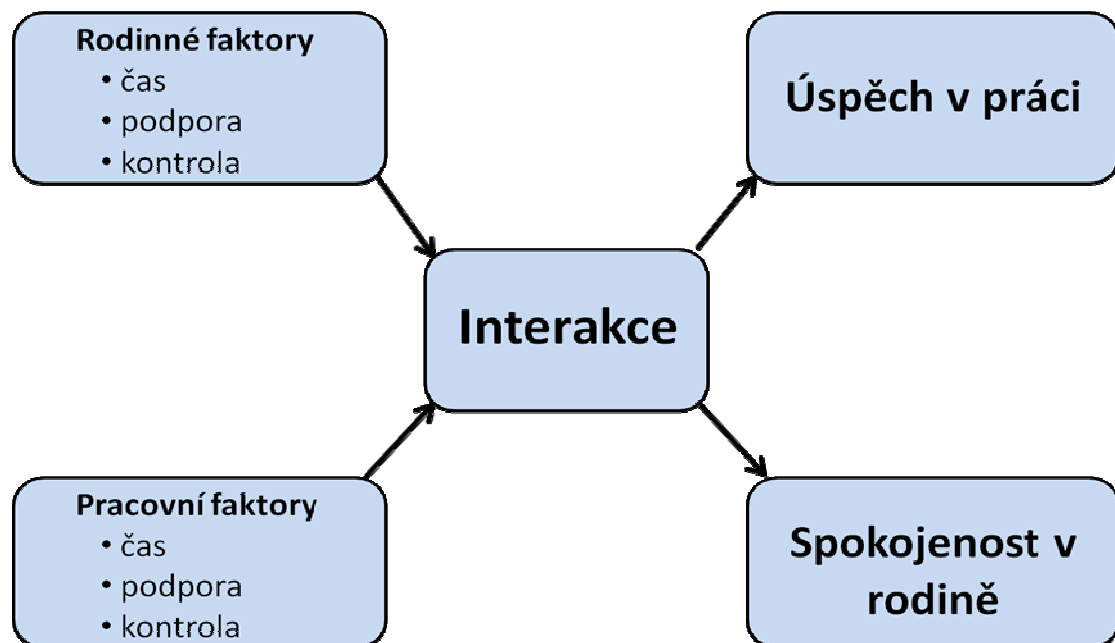 Rodinné faktory
• čas
• podpora
• kontrola
Úspěch v práci
Interakce
Pracovní faktory
• čas
• podpora
• kontrola
Spokojenost v
rodině